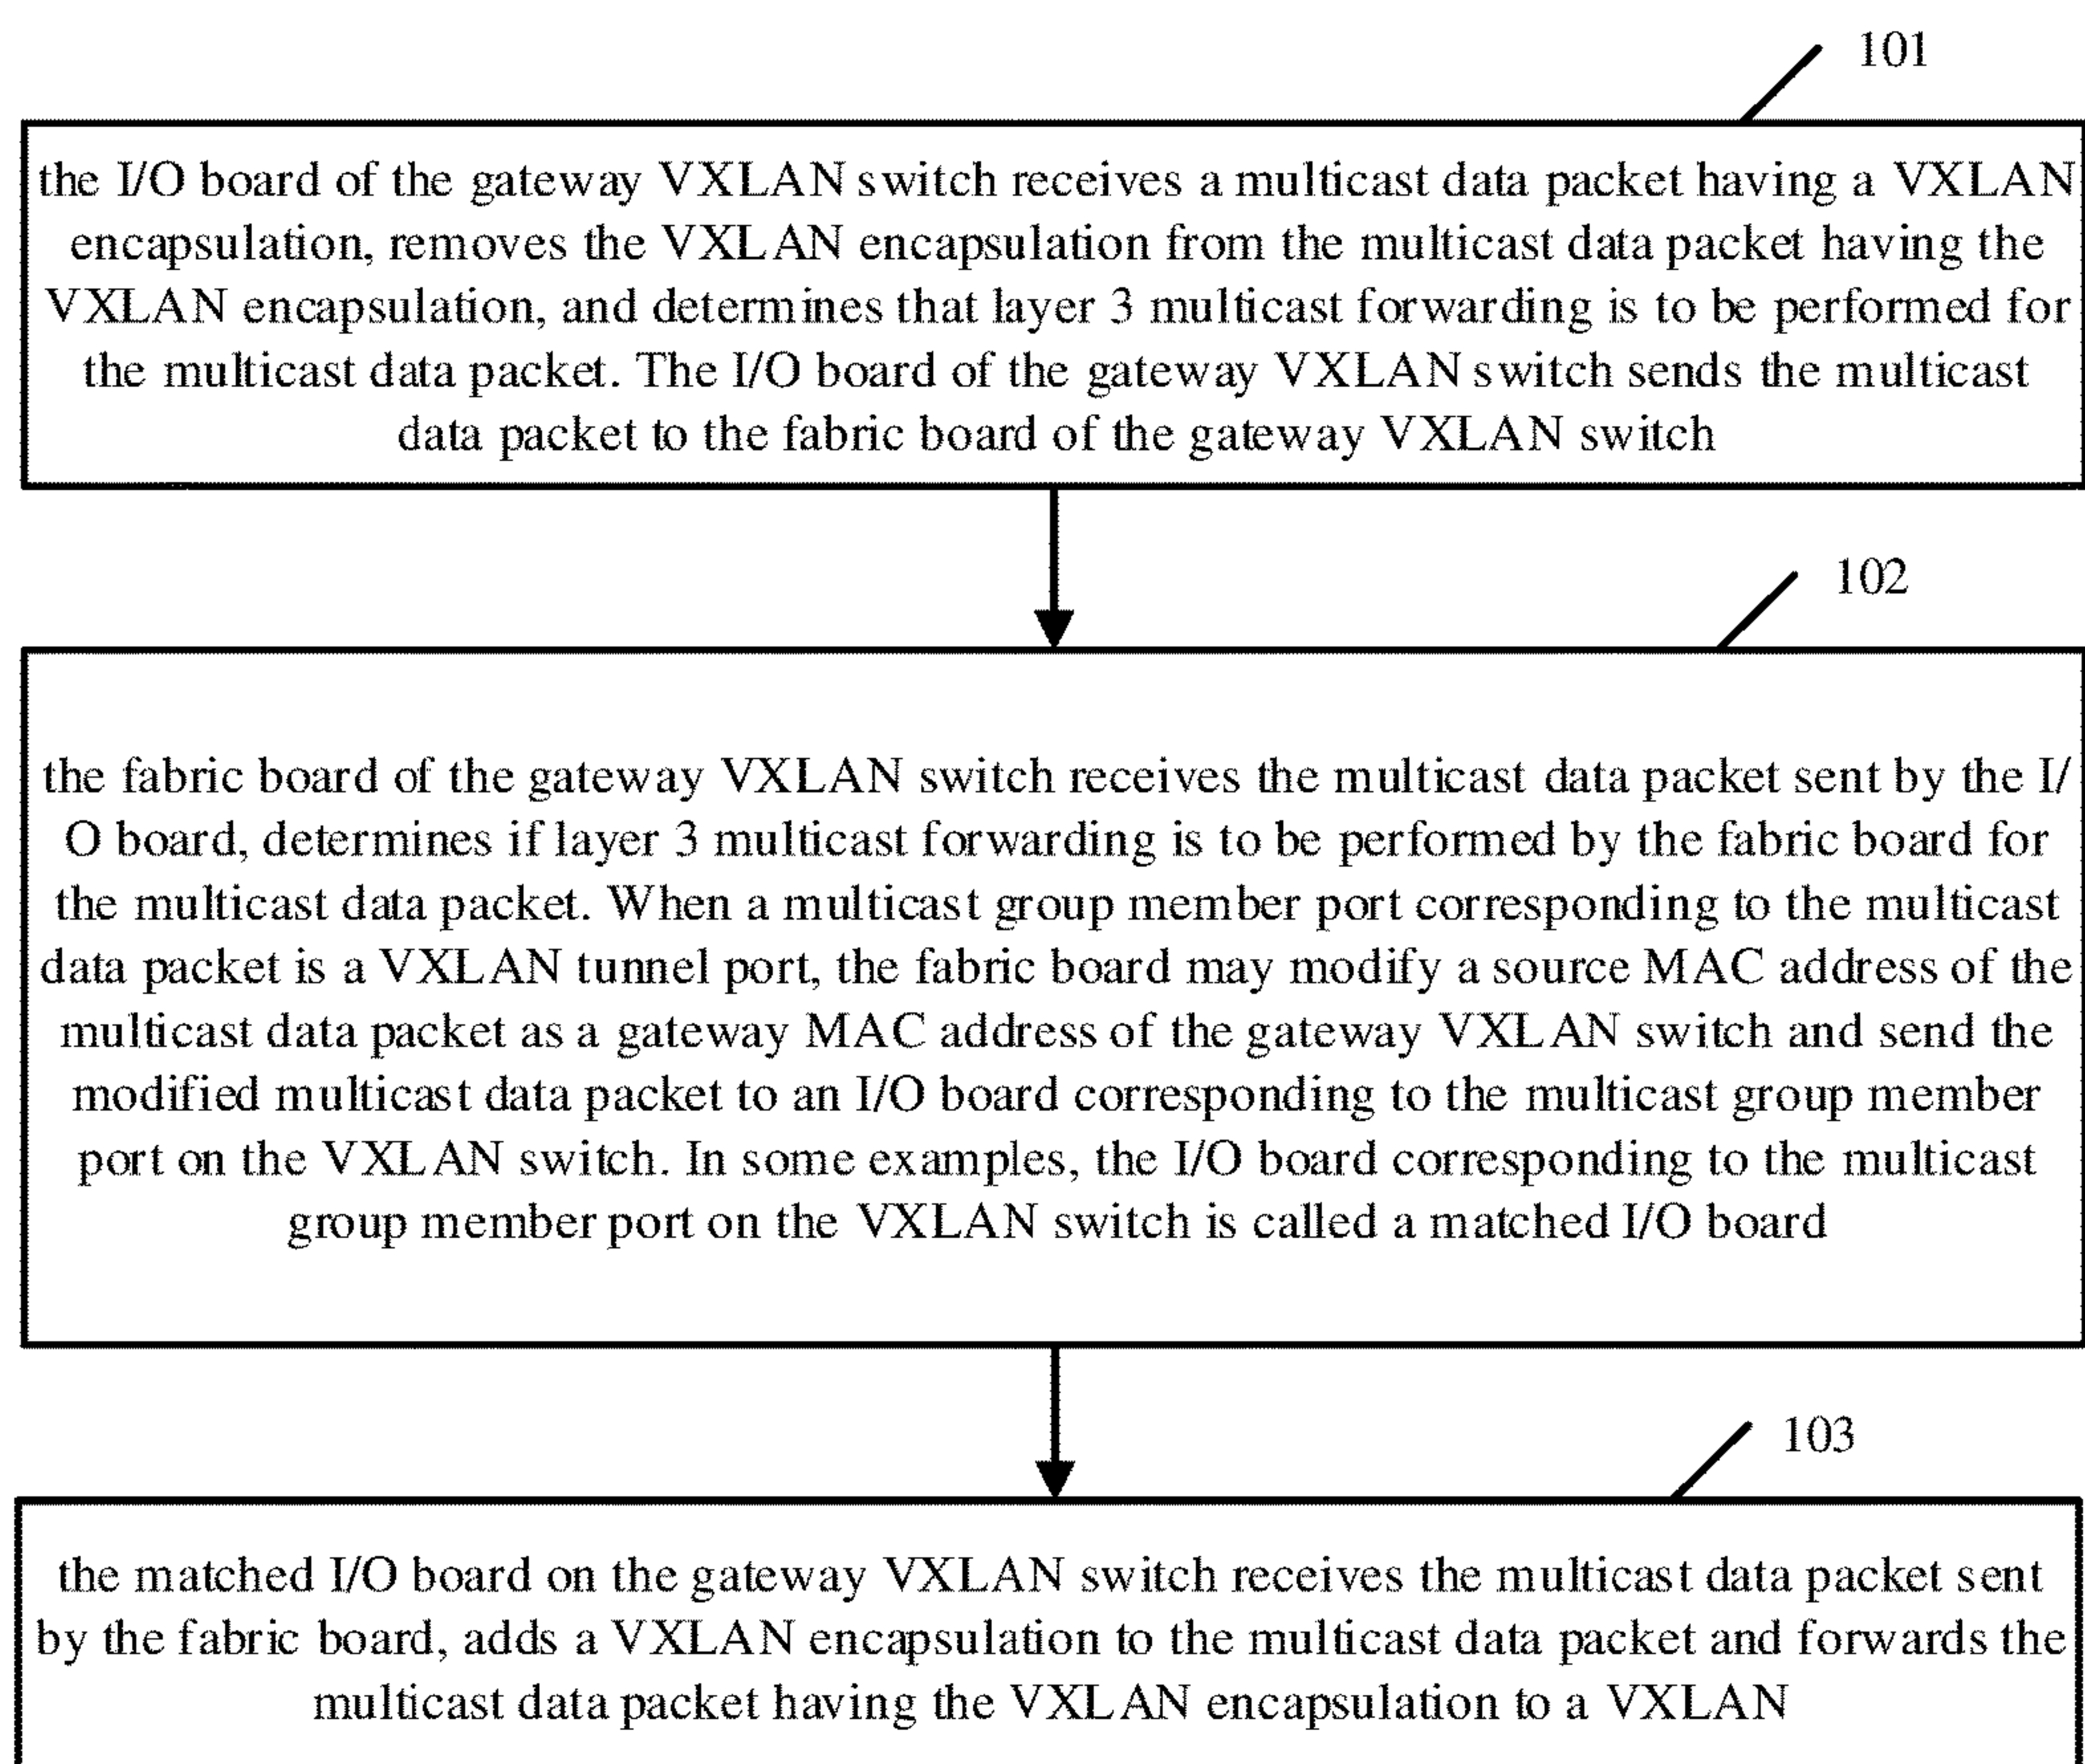 101
the I/O board of the gateway VXLAN switch receives a multicast data packet having a VXLAN
encapsulation, removes the VXLAN encapsulation from the multicast data packet having the
VXLAN encapsulation, and determines that layer 3 multicast forwarding is to be performed for
the multicast data packet. The I/O board of the gateway VXLAN switch sends the multicast
data packet to the fabric board of the gateway VXLAN switch
102
the fabric board of the gateway VXLAN switch receives the multicast data packet sent by the I/
O board, determines if layer 3 multicast forwarding is to be performed by the fabric board for
the multicast data packet. When a multicast group member port corresponding to the multicast
data packet is a VXLAN tunnel port, the fabric board may modify a source MAC address of the
multicast data packet as a gateway MAC address of the gateway VXLAN switch and send the
modified multicast data packet to an I/O board corresponding to the multicast group member
port on the VXLAN switch. In some examples, the I/O board corresponding to the multicast
group member port on the VXLAN switch is called a matched I/O board
103
the matched I/O board on the gateway VXLAN switch receives the multicast data packet sent
by the fabric board, adds a VXLAN encapsulation to the multicast data packet and forwards the
multicast data packet having the VXLAN encapsulation to a VXLAN